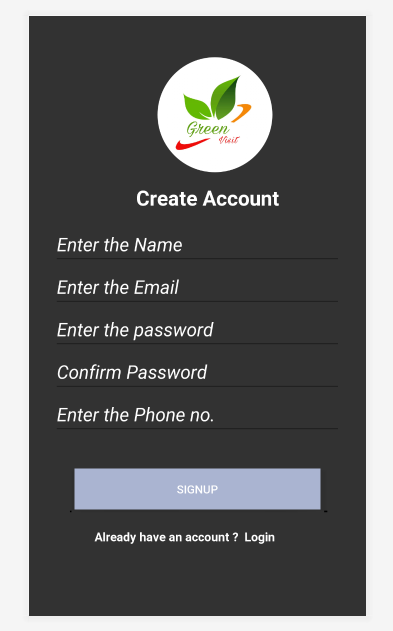 Green
Visit
Create Account
Enter the Name
Enter the Email
Enter the password
Confirm Password
Enter the Phone no.
SIGNUP
Already have an account ? Login